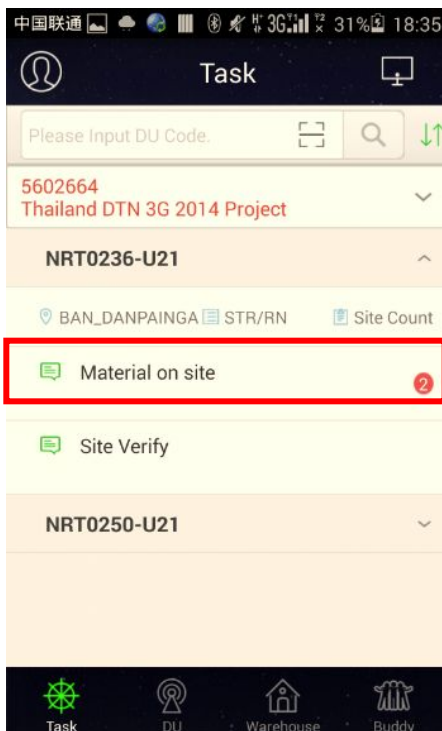 中国联通 3G 31% 18:35
Task
Please Input DU Code.
5602664
Thailand DTN 3G 2014 Project
NRT0236-U21
BAN_DANPAINGA STR/RN Site Count
Material on site
2
Site Verify
NRT0250-U21
Task DU Warehouse Buddy